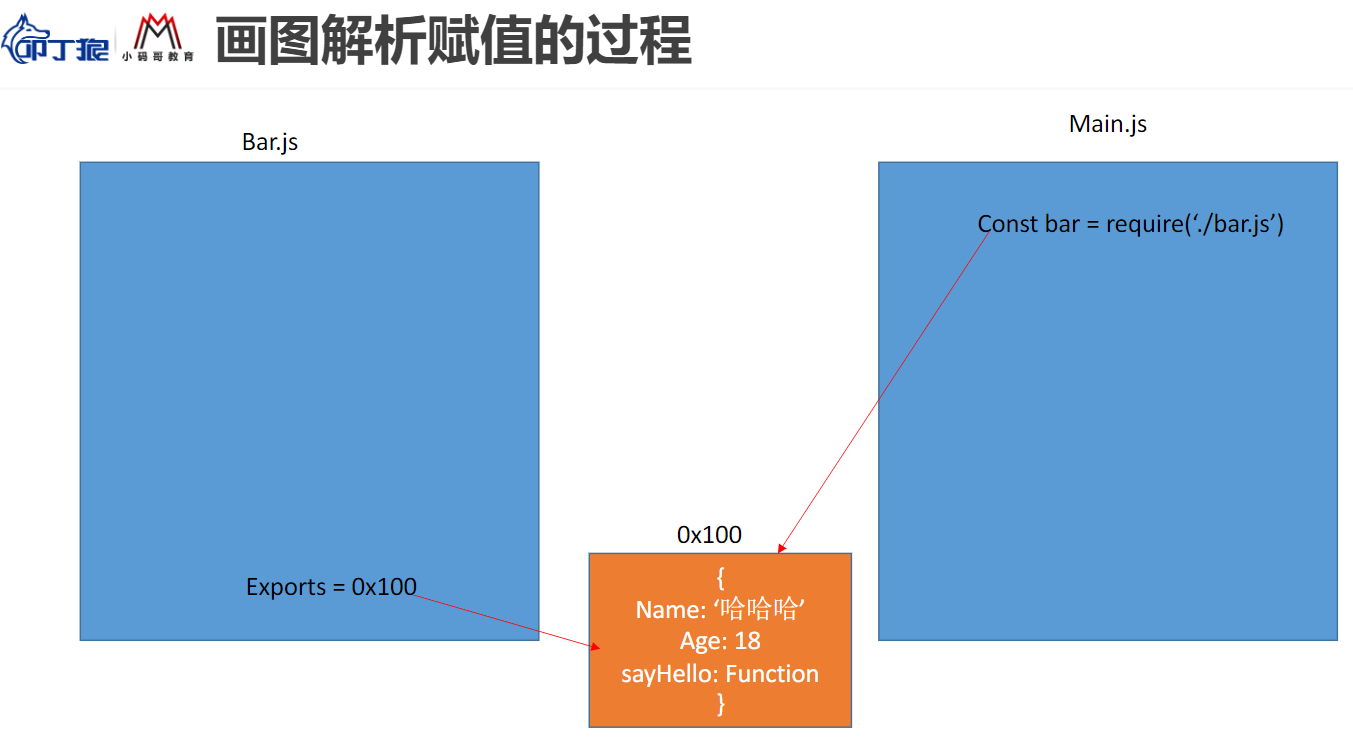 叩丁狼
小码哥教育
画图解析赋值的过程
Bar.js
Main.js
Const bar = require(‘./bar.js’)
0x100
Exports = 0x100
{
Name: ‘哈哈哈’
Age: 18
sayHello: Function
}